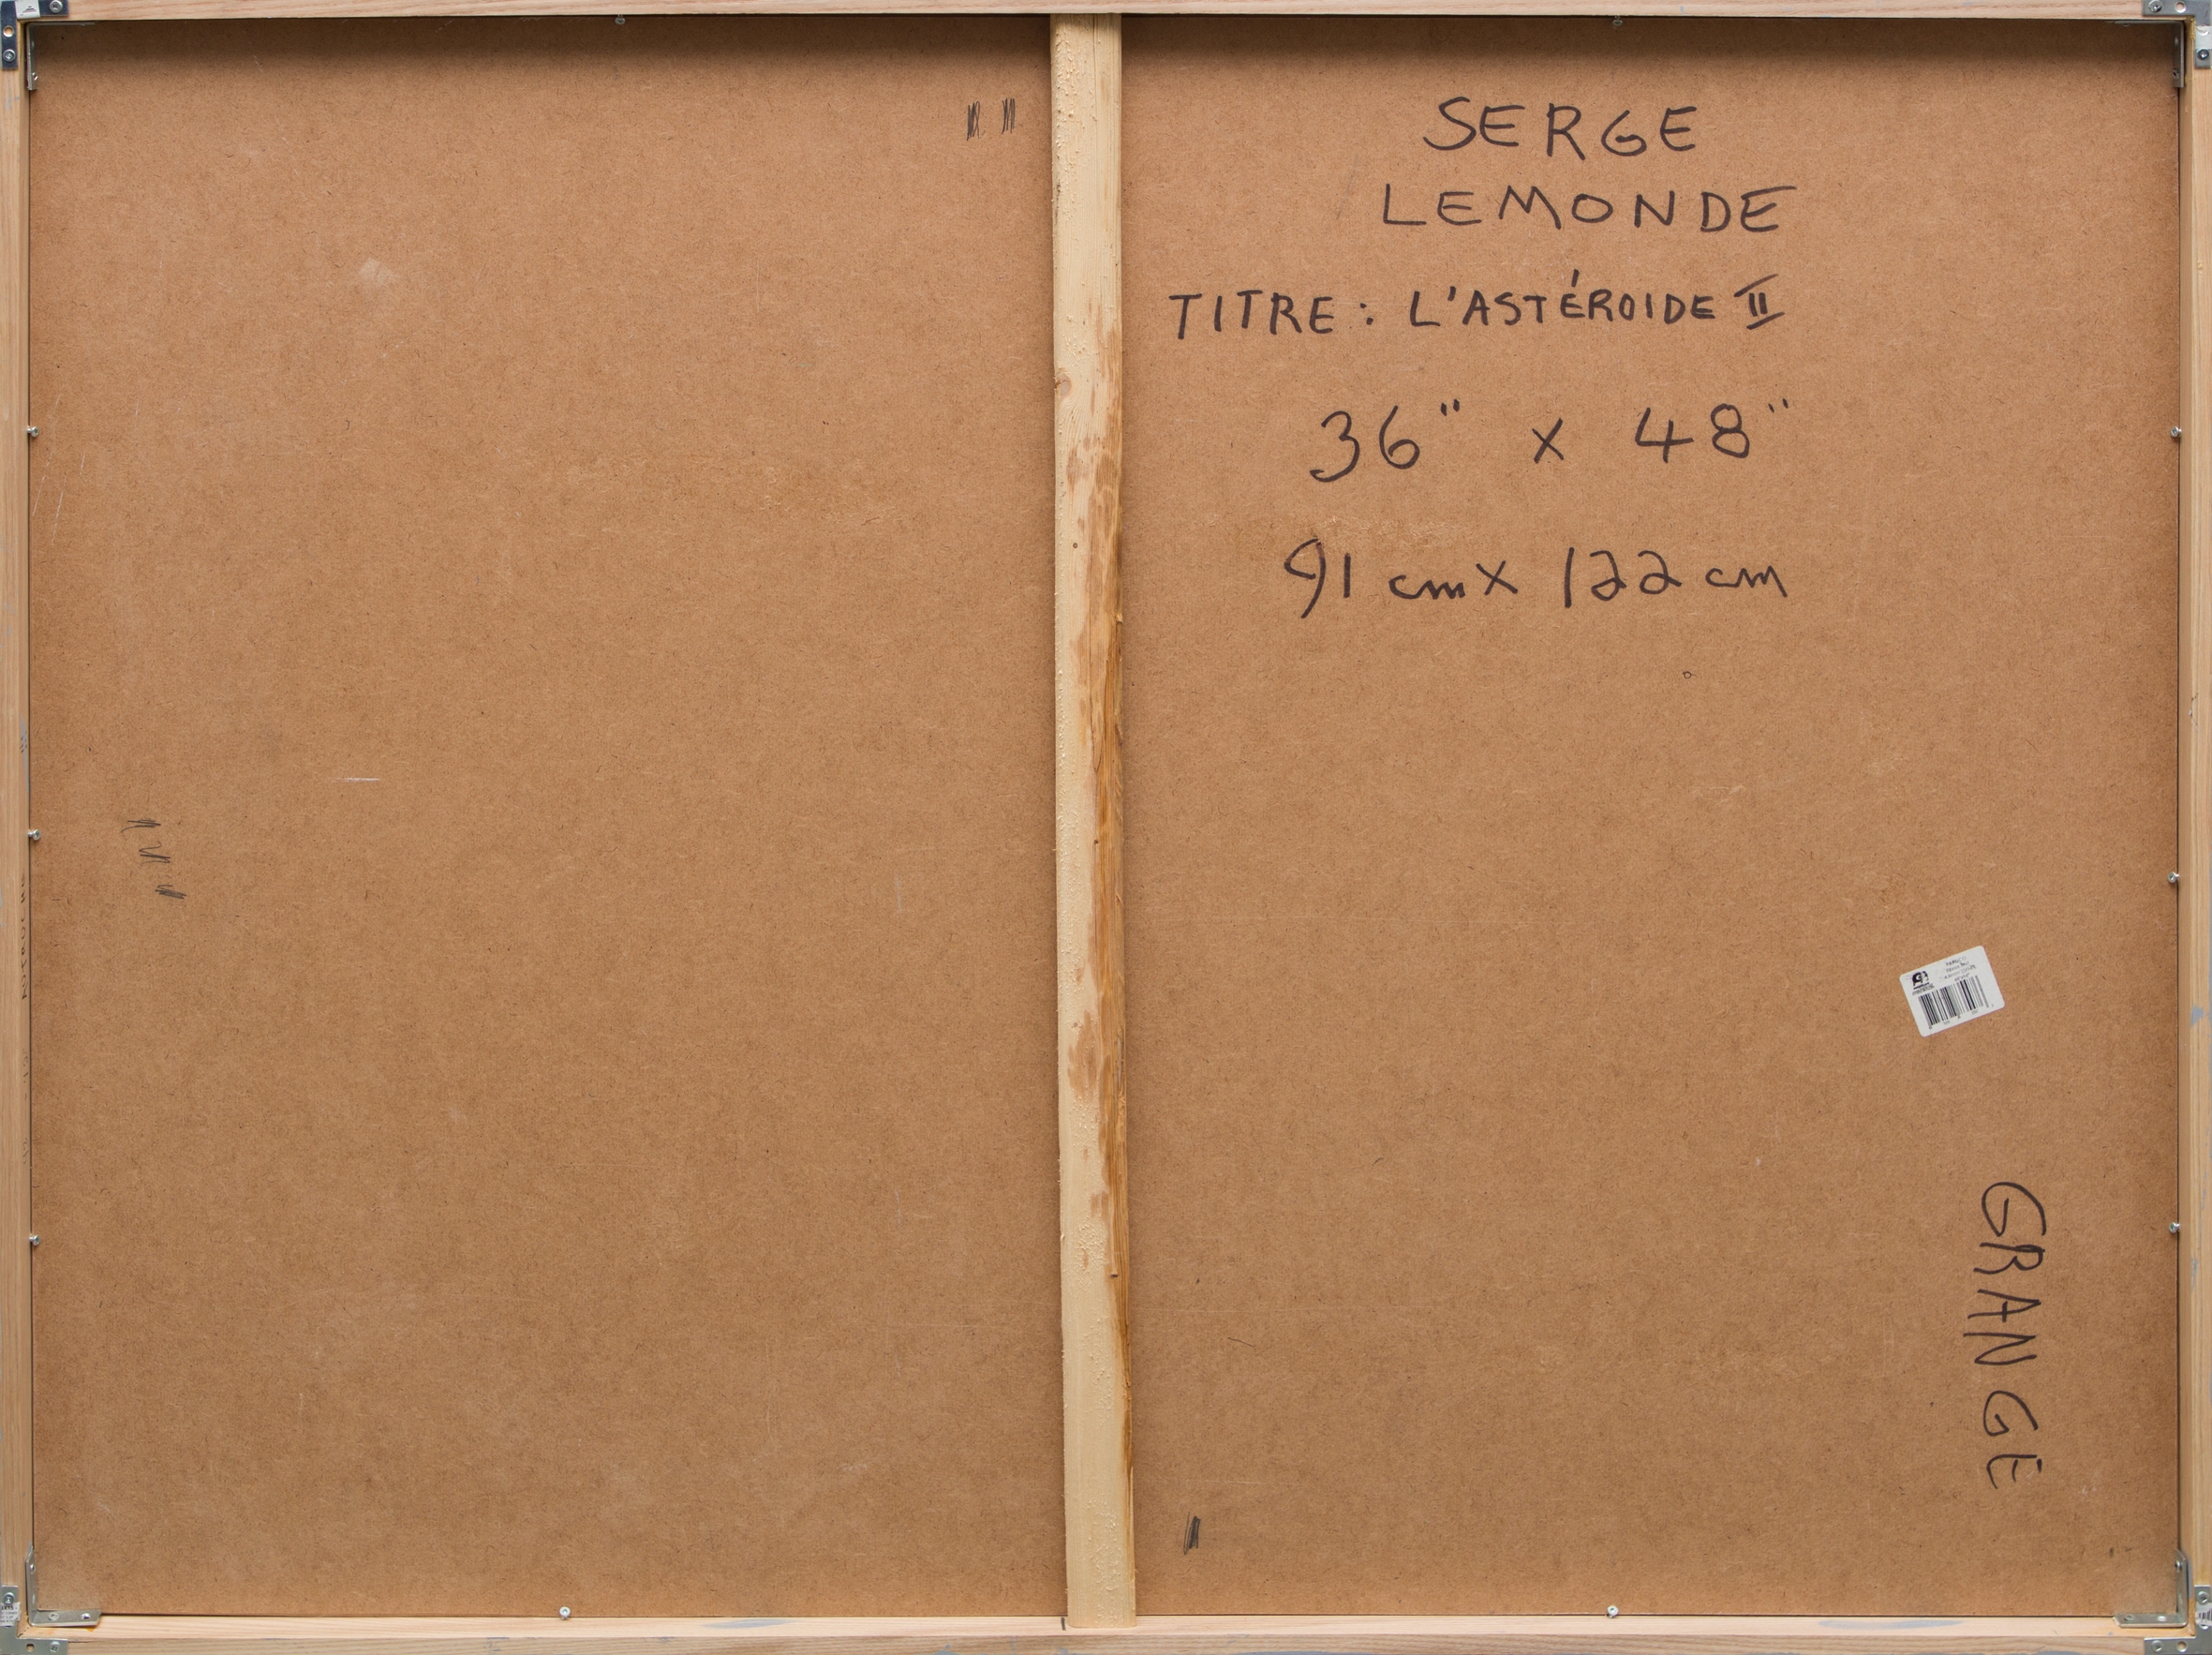 SERGE
LEMONDE
TITRE : L'ASTÉROIDE II
36" x 48"
91 cm x 122 cm
GRANGE